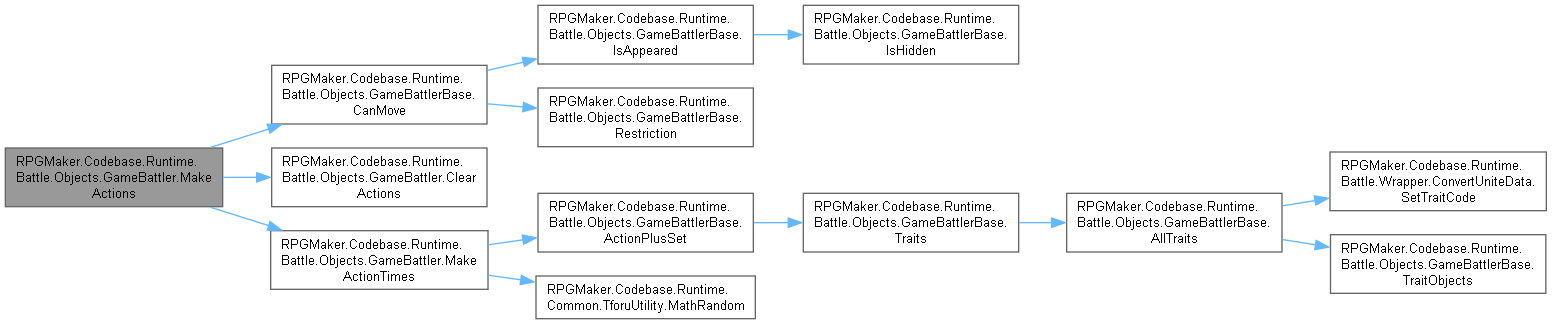 RPGMaker.Codebase.Runtime.
Battle.Objects.GameBattler.Make
Actions
RPGMaker.Codebase.Runtime.
Battle.Objects.GameBattlerBase.
CanMove
RPGMaker.Codebase.Runtime.
Battle.Objects.GameBattlerBase.
IsAppeared
RPGMaker.Codebase.Runtime.
Battle.Objects.GameBattlerBase.
IsHidden
RPGMaker.Codebase.Runtime.
Battle.Objects.GameBattlerBase.
Restriction
RPGMaker.Codebase.Runtime.
Battle.Objects.GameBattler.Clear
Actions
RPGMaker.Codebase.Runtime.
Battle.Objects.GameBattler.Make
ActionTimes
RPGMaker.Codebase.Runtime.
Battle.Objects.GameBattlerBase.
ActionPlusSet
RPGMaker.Codebase.Runtime.
Battle.Objects.GameBattlerBase.
Traits
RPGMaker.Codebase.Runtime.
Battle.Objects.GameBattlerBase.
AllTraits
RPGMaker.Codebase.Runtime.
Battle.Wrapper.ConvertUniteData.
SetTraitCode
RPGMaker.Codebase.Runtime.
Battle.Objects.GameBattlerBase.
TraitObjects
RPGMaker.Codebase.Runtime.
Common.TforuUtility.MathRandom